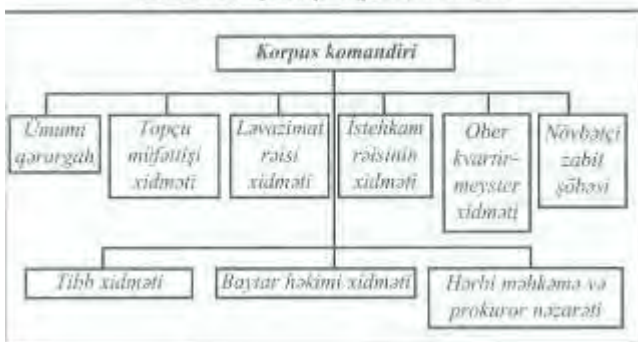 Korpus komandiri
Ümumi
qərargah
Topçu
müfəttişi
xidməti
Ləvazimat
rəisi
xidməti
İstehkam
rəisinin
xidməti
Ober
kvartir-
meyster
xidməti
Növbətçi
zabit
şöbəsi
Tibb xidməti
Baytar həkimi xidməti
Hərbi məhkəmə və
prokuror nəzarəti